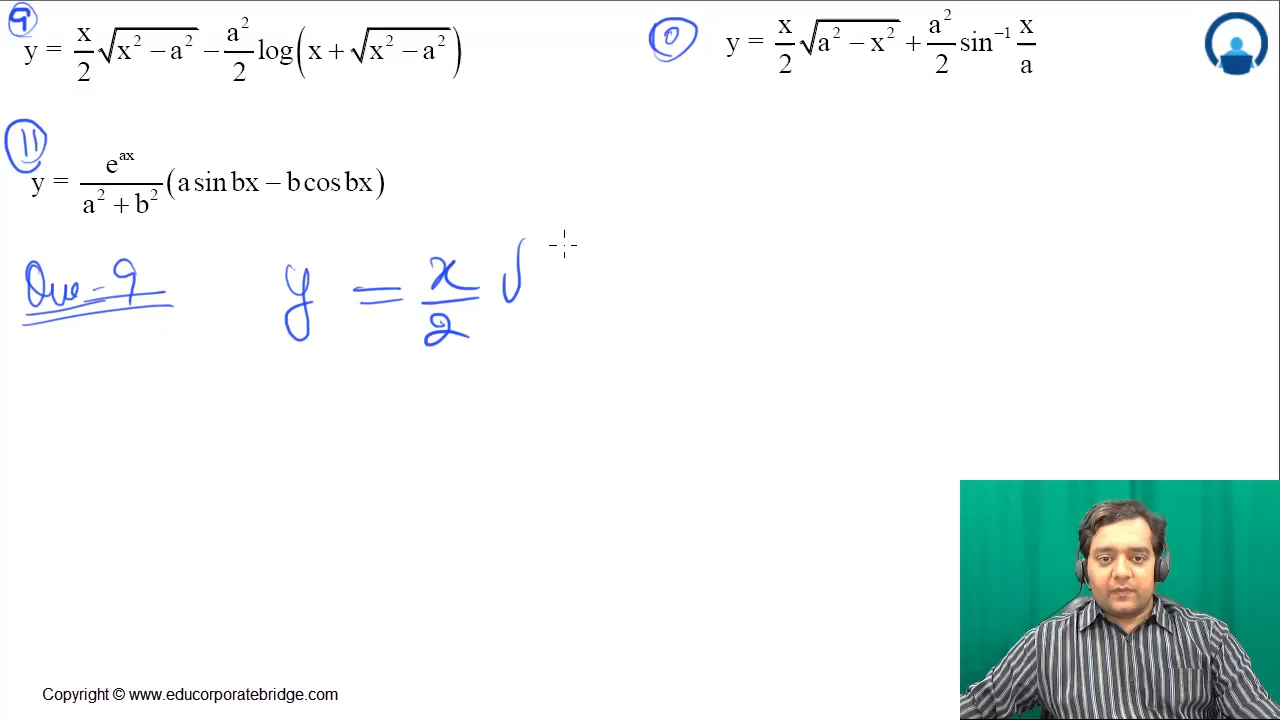 9
y = x/2 √(x² − a²) − a²/2 log(x + √(x² − a²))
0
y = x/2 √(a² − x²) + a²/2 sin⁻¹ x/a
11
y = e^(ax)/(a² + b²) (a sin bx − b cos bx)
Que-9 y = x/2 √
Copyright © www.educorporatebridge.com